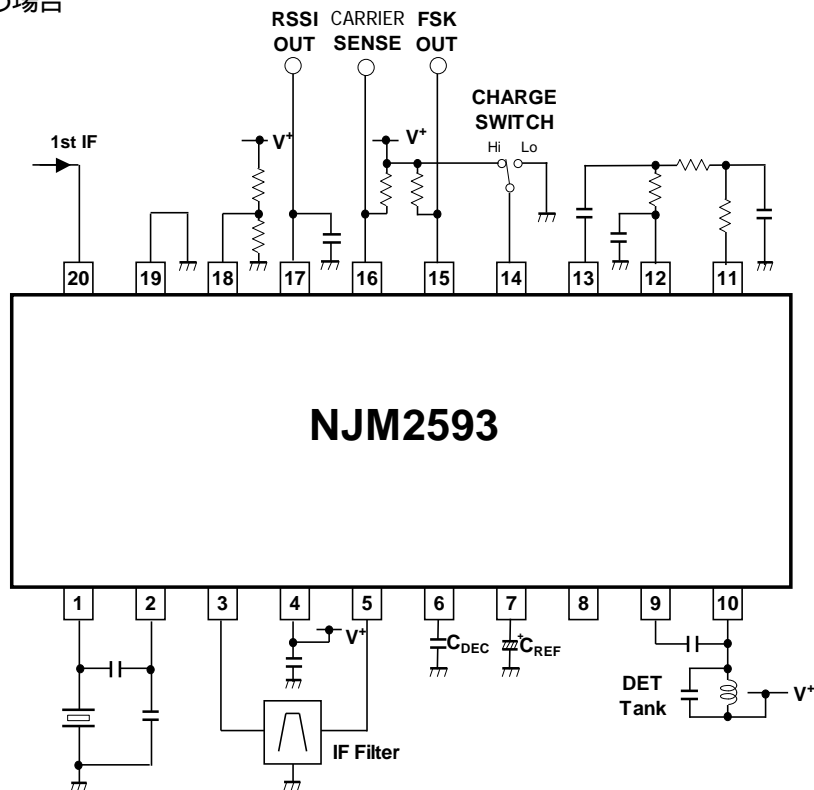 の場合
RSSI OUT
CARRIER SENSE
FSK OUT
CHARGE SWITCH
1st IF
V+
V+
Hi Lo
20 19 18 17 16 15 14 13 12 11
NJM2593
1 2 3 4 5 6 7 8 9 10
V+
CDEC
+
CREF
IF Filter
DET Tank
V+